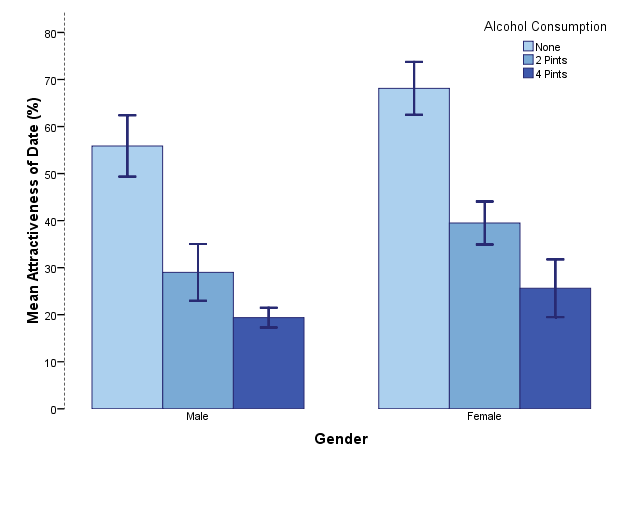 Alcohol Consumption
None
2 Pints
4 Pints
Mean Attractiveness of Date (%)
80
70
60
50
40
30
20
10
0
Male
Female
Gender